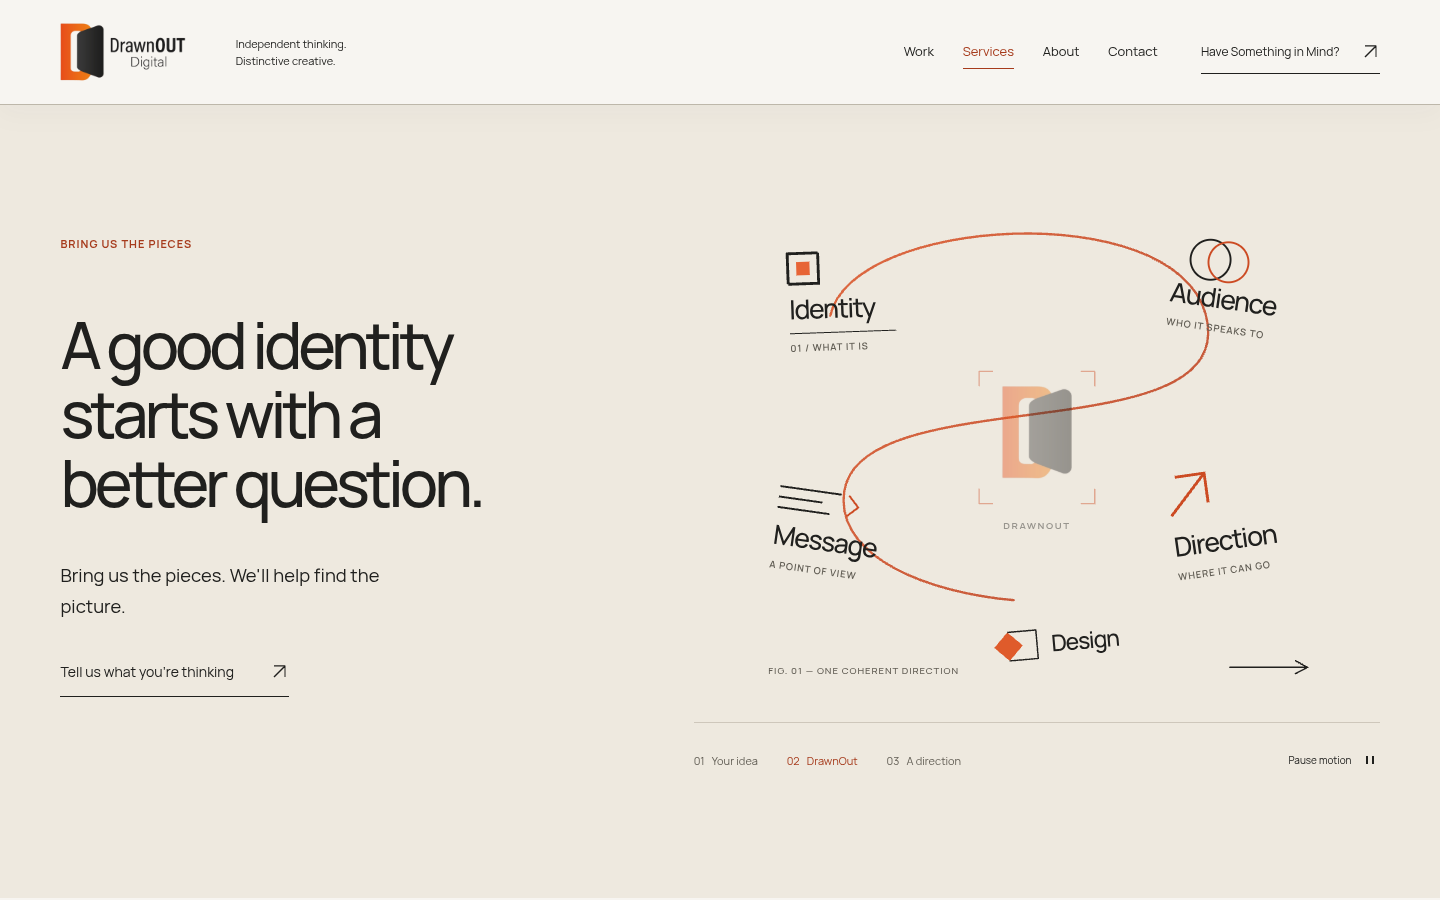 DrawnOUT
Digital
Independent thinking.
Distinctive creative.
Work
Services
About
Contact
Have Something in Mind?
BRING US THE PIECES
A good identity
starts with a
better question.
Bring us the pieces. We'll help find the
picture.
Tell us what you're thinking
Identity
01 / WHAT IT IS
Audience
WHO IT SPEAKS TO
DRAWNOUT
Message
A POINT OF VIEW
Direction
WHERE IT CAN GO
Design
FIG. 01 — ONE COHERENT DIRECTION
01 Your idea
02 DrawnOut
03 A direction
Pause motion